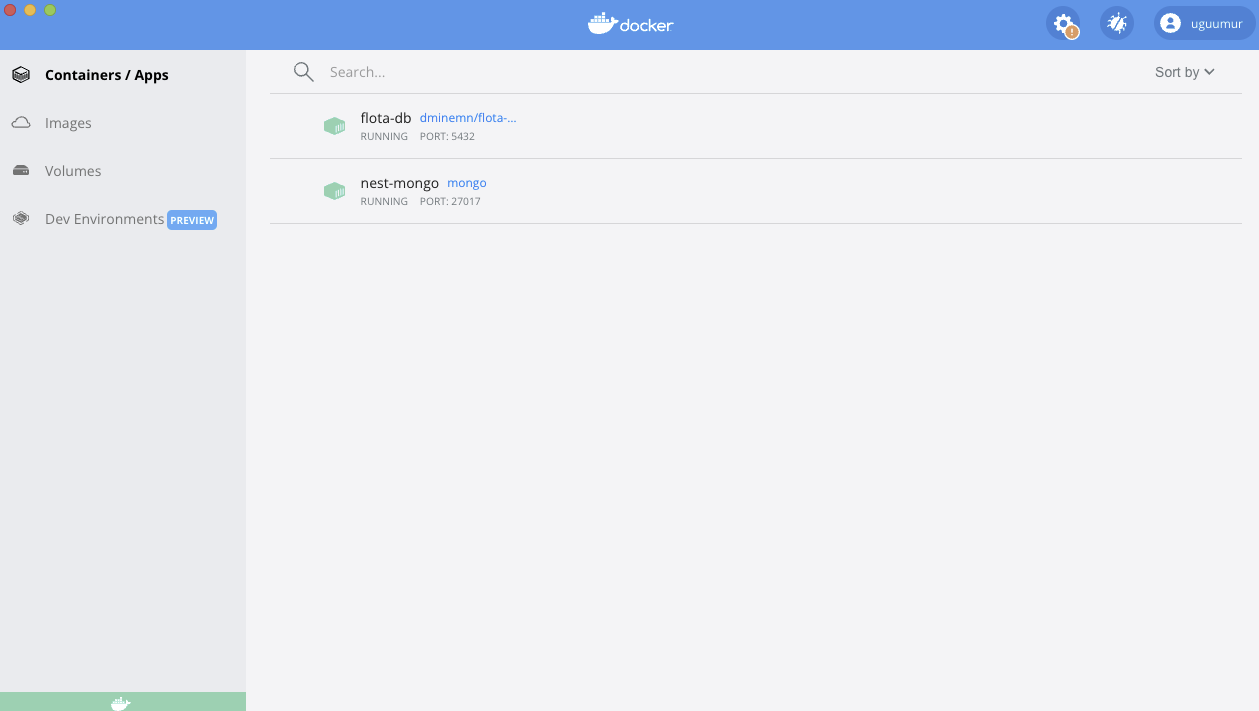 docker
uguumur
Containers / Apps
Images
Volumes
Dev Environments PREVIEW
Search...
Sort by
flota-db dminemn/flota-...
RUNNING PORT: 5432
nest-mongo mongo
RUNNING PORT: 27017